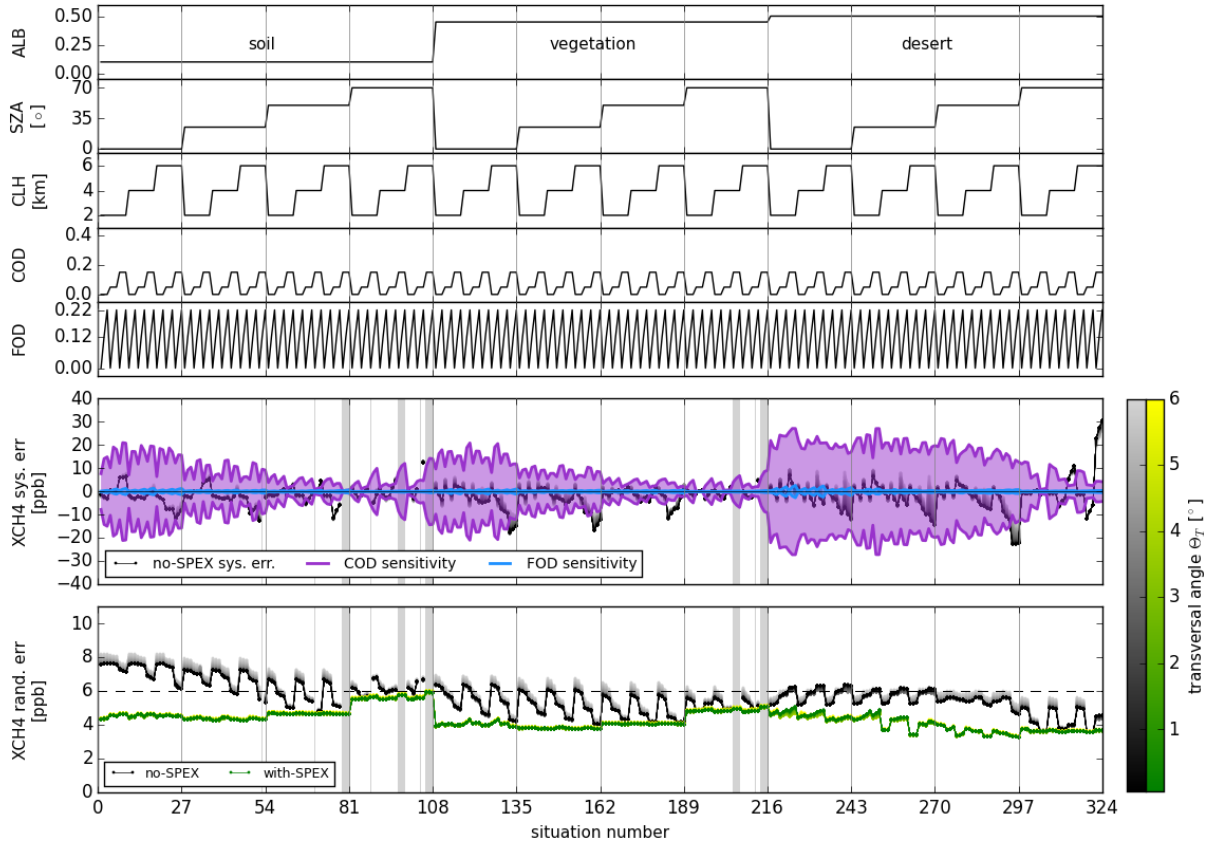 ALB
0.50
0.25
0.00
soil
vegetation
desert
SZA
[∘]
70
35
0
CLH
[km]
6
4
2
COD
0.4
0.2
0.0
FOD
0.22
0.12
0.00
XCH4 sys. err
[ppb]
40
30
20
10
0
−10
−20
−30
−40
no-SPEX sys. err.
COD sensitivity
FOD sensitivity
XCH4 rand. err
[ppb]
10
8
6
4
2
0
no-SPEX
with-SPEX
0
27
54
81
108
135
162
189
216
243
270
297
324
situation number
6
5
4
3
2
1
transversal angle Θ_T [°]